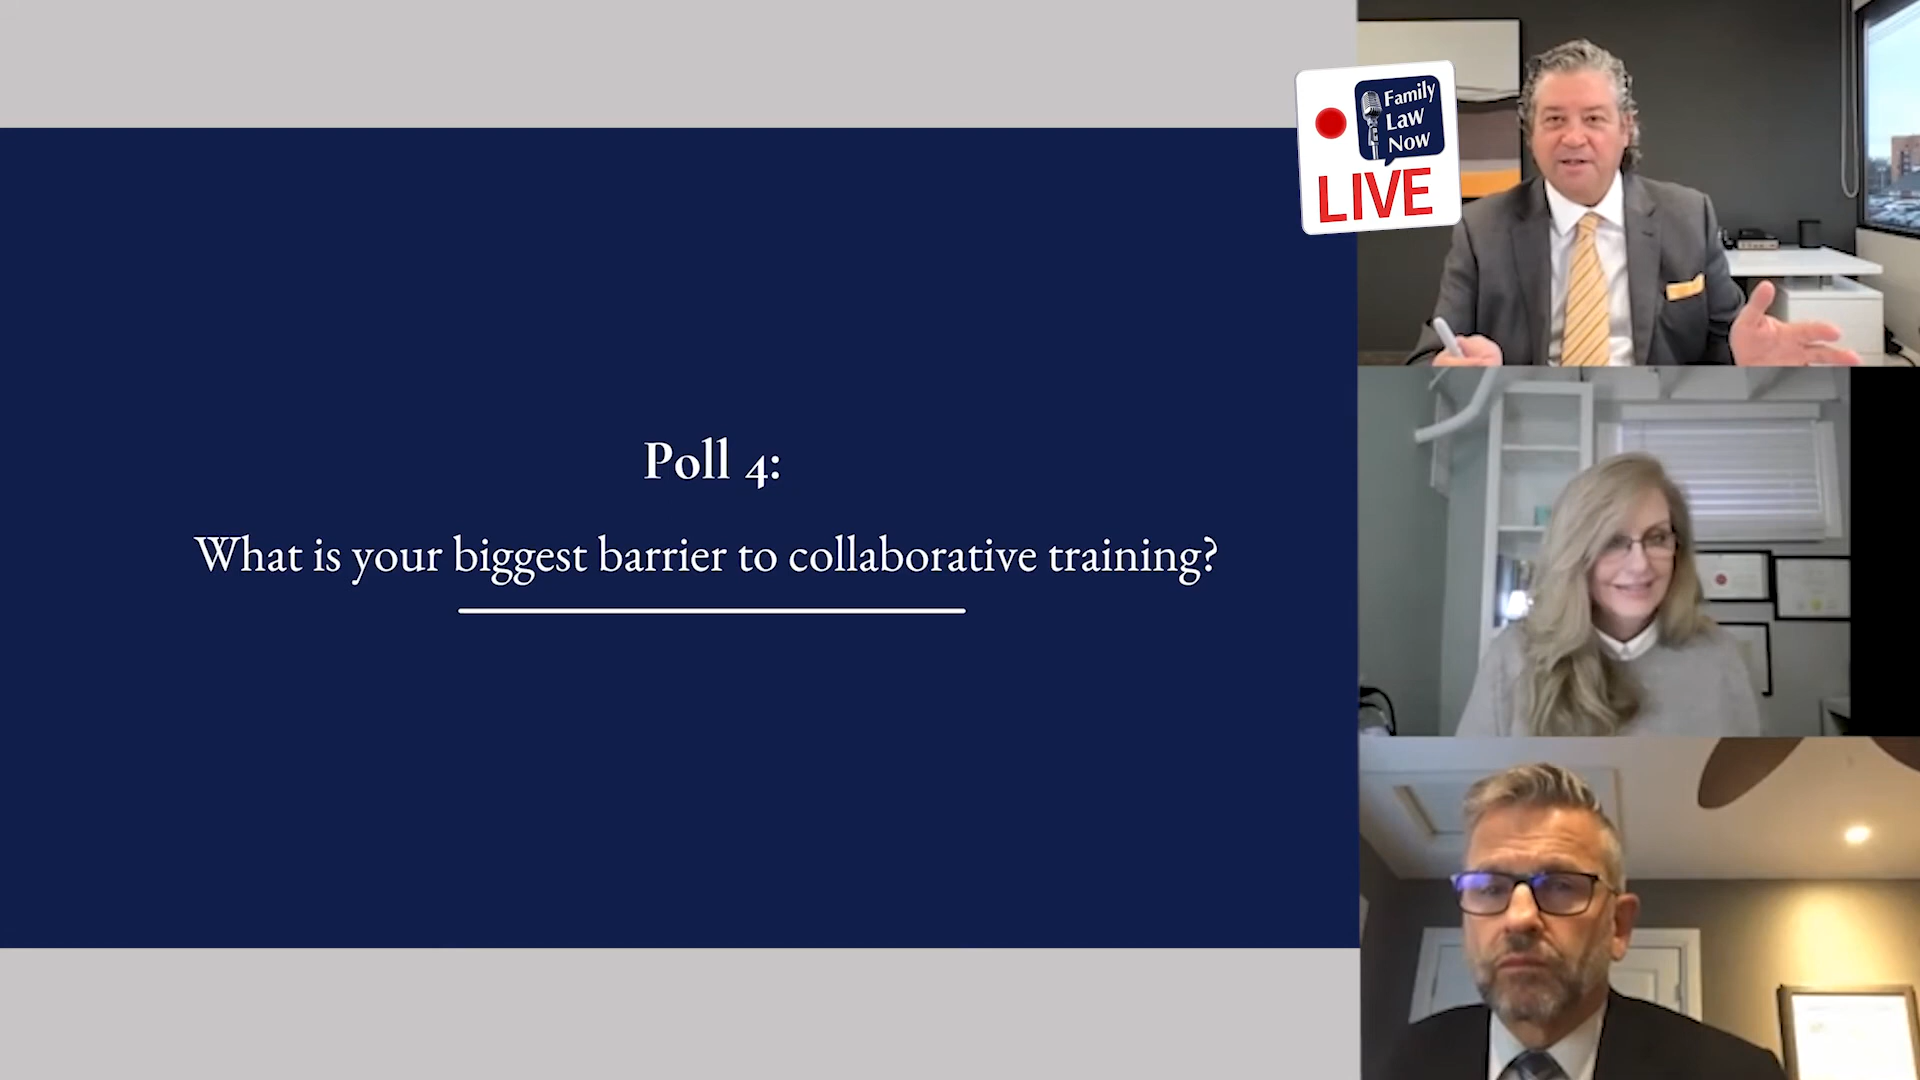 Poll 4:
What is your biggest barrier to collaborative training?
Family
Law
Now
LIVE